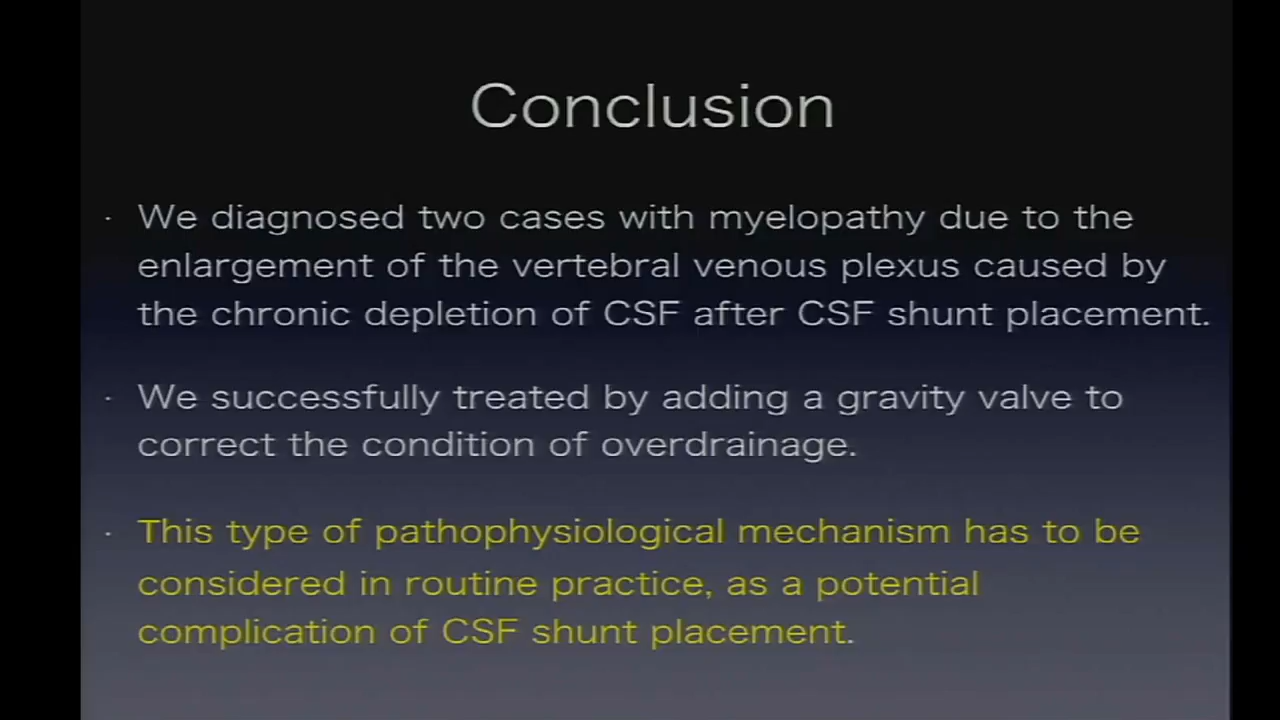 Conclusion
· We diagnosed two cases with myelopathy due to the
enlargement of the vertebral venous plexus caused by
the chronic depletion of CSF after CSF shunt placement.
· We successfully treated by adding a gravity valve to
correct the condition of overdrainage.
· This type of pathophysiological mechanism has to be
considered in routine practice, as a potential
complication of CSF shunt placement.